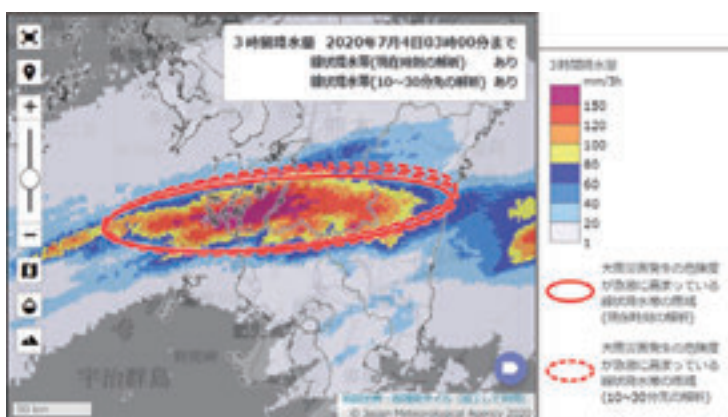 3時間降水量 2020年7月4日03時00分まで
線状降水帯(現在時刻の解析) あり
線状降水帯(10~30分先の解析) あり
3時間降水量
mm/3h
150
120
100
80
60
40
20
1
大雨災害発生の危険度
が急激に高まっている
線状降水帯の雨域
(現在時刻の解析)
大雨災害発生の危険度
が急激に高まっている
線状降水帯の雨域
(10~30分先の解析)
宇治群島
50 km
© Japan Meteorological Agency 2020